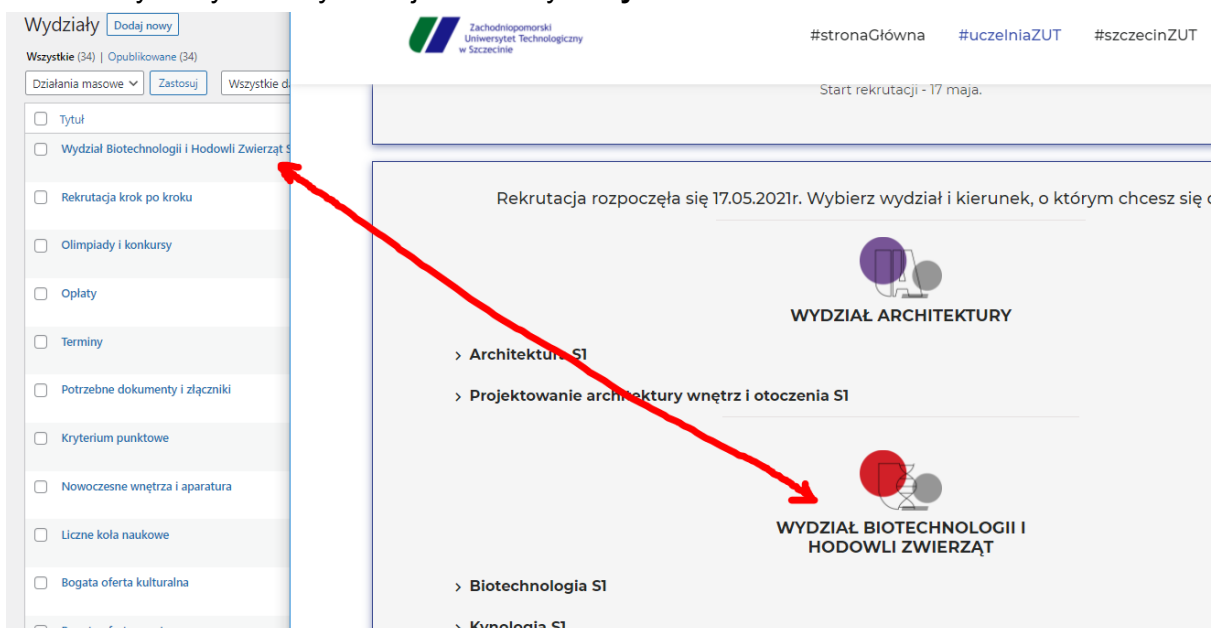 Wydziały Dodaj nowy
Wszystkie (34) | Opublikowane (34)
Działania masowe Zastosuj Wszystkie
Tytuł
Wydział Biotechnologii i Hodowli Zwierząt S
Rekrutacja krok po kroku
Olimpiady i konkursy
Opłaty
Terminy
Potrzebne dokumenty i złączniki
Kryterium punktowe
Nowoczesne wnętrza i aparatura
Liczne koła naukowe
Bogata oferta kulturalna
Zachodniopomorski
Uniwersytet Technologiczny
w Szczecinie
#stronaGłówna #uczelniaZUT #szczecinZUT
Start rekrutacji - 17 maja.
Rekrutacja rozpoczęła się 17.05.2021r. Wybierz wydział i kierunek, o którym chcesz się
WYDZIAŁ ARCHITEKTURY
> Architektura S1
> Projektowanie architektury wnętrz i otoczenia S1
WYDZIAŁ BIOTECHNOLOGII I
HODOWLI ZWIERZĄT
> Biotechnologia S1
> Kynologia S1